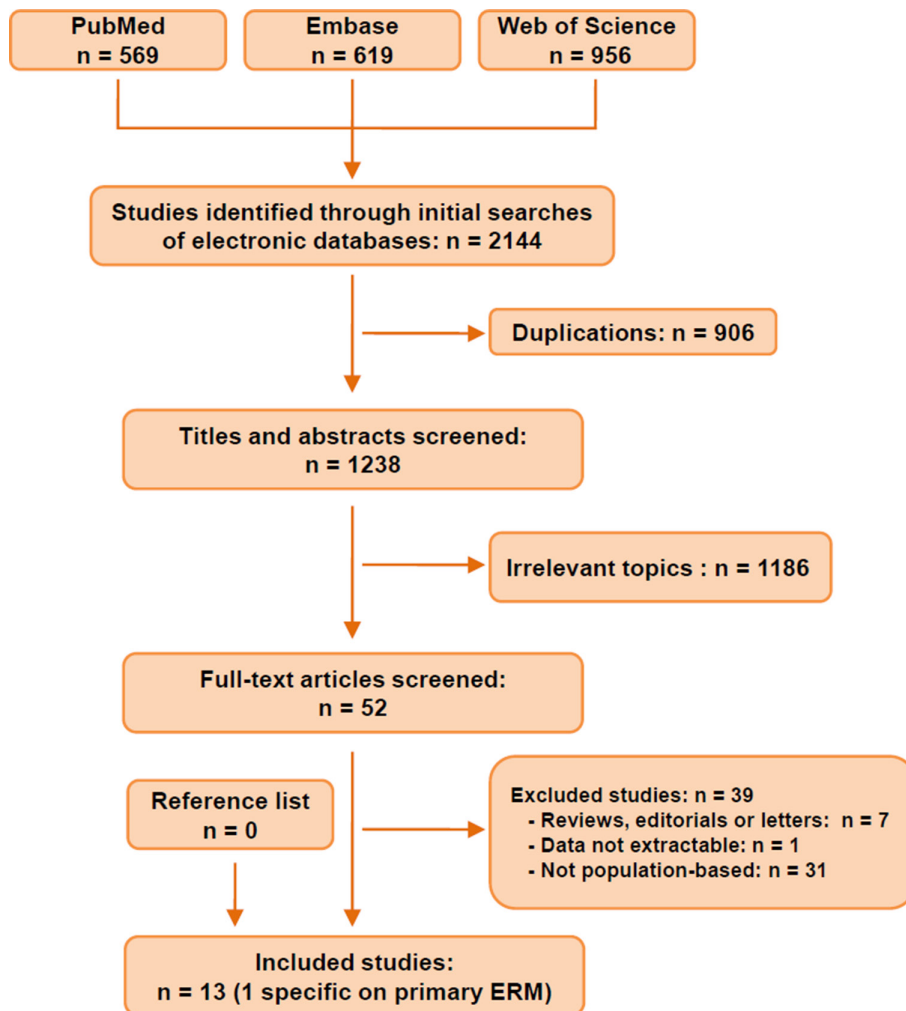 PubMed
n = 569
Embase
n = 619
Web of Science
n = 956
Studies identified through initial searches
of electronic databases: n = 2144
Duplications: n = 906
Titles and abstracts screened:
n = 1238
Irrelevant topics : n = 1186
Full-text articles screened:
n = 52
Reference list
n = 0
Excluded studies: n = 39
- Reviews, editorials or letters:  n = 7
- Data not extractable: n = 1
- Not population-based: n = 31
Included studies:
n = 13 (1 specific on primary ERM)